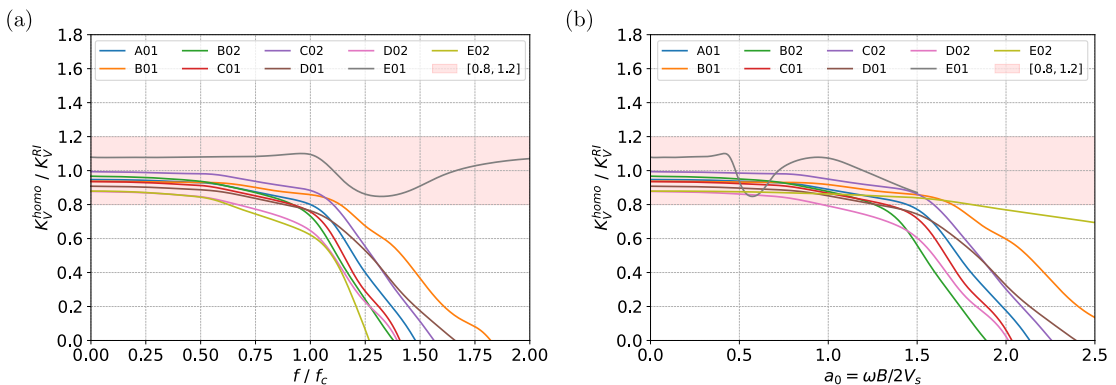 (a)
1.8
1.6
1.4
1.2
1.0
0.8
0.6
0.4
0.2
0.0
K_V^{homo} / K_V^{RI}
A01 B02 C02 D02 E02
B01 C01 D01 E01 [0.8, 1.2]
0.00 0.25 0.50 0.75 1.00 1.25 1.50 1.75 2.00
f / f_c
(b)
1.8
1.6
1.4
1.2
1.0
0.8
0.6
0.4
0.2
0.0
K_V^{homo} / K_V^{RI}
A01 B02 C02 D02 E02
B01 C01 D01 E01 [0.8, 1.2]
0.0 0.5 1.0 1.5 2.0 2.5
a_0 = ωB/2V_s